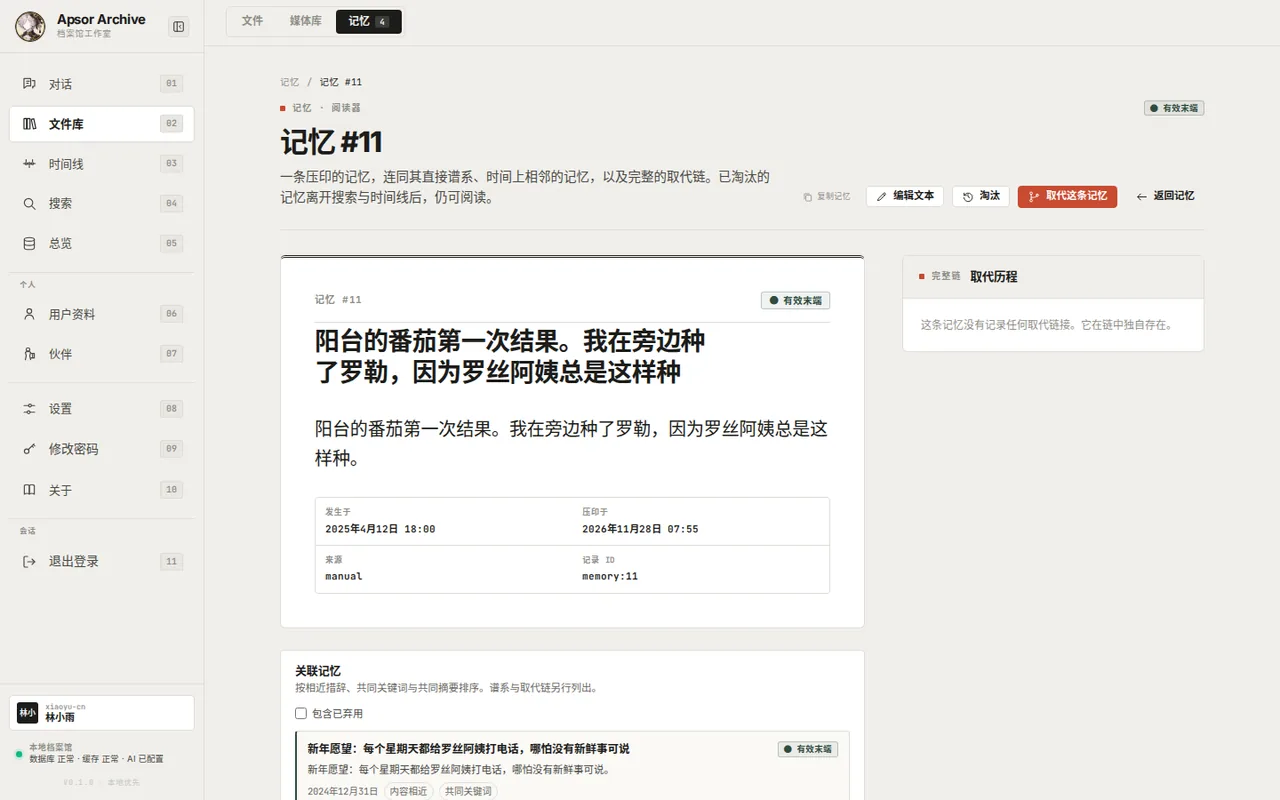 Apsor Archive
档案馆工作室
对话 01
文件库 02
时间线 03
搜索 04
总览 05
个人
用户资料 06
伙伴 07
设置 08
修改密码 09
关于 10
会话
退出登录 11
林小
xiaoyu-cn
林小雨
本地档案馆
数据库 正常 · 缓存 正常 · AI 已配置
v0.1.0 · 本地优先
文件 媒体库 记忆 4
记忆 / 记忆 #11
记忆 · 阅读器
有效末端
记忆 #11
一条压印的记忆，连同其直接谱系、时间上相邻的记忆，以及完整的取代链。已淘汰的
记忆离开搜索与时间线后，仍可阅读。
复制记忆 编辑文本 淘汰 取代这条记忆 ← 返回记忆
记忆 #11 有效末端
阳台的番茄第一次结果。我在旁边种
了罗勒，因为罗丝阿姨总是这样种
阳台的番茄第一次结果。我在旁边种了罗勒，因为罗丝阿姨总是这
样种。
发生于 压印于
2025年4月12日 18:00 2026年11月28日 07:55
来源 记录 ID
manual memory:11
完整链 取代历程
这条记忆没有记录任何取代链接。它在链中独自存在。
关联记忆
按相近措辞、共同关键词与共同摘要排序。谱系与取代链另行列出。
包含已弃用
新年愿望：每个星期天都给罗丝阿姨打电话，哪怕没有新鲜事可说 有效末端
新年愿望：每个星期天都给罗丝阿姨打电话，哪怕没有新鲜事可说。
2024年12月31日 内容相近 共同关键词